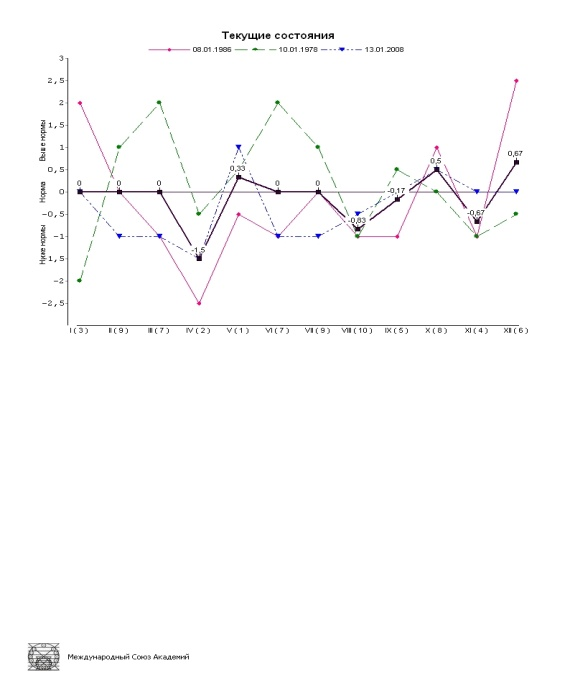 Текущие состояния
08.01.1986 10.01.1978 13.01.2008
3
2,5
2
1,5
1
0,5
0
−0,5
−1
−1,5
−2
−2,5
Выше нормы
Норма
Ниже нормы
0 0 0 -1,5 0,33 0 0 -0,83 -0,17 0,5 -0,67 0,67
I ( 3 ) II ( 9 ) III ( 7 ) IV ( 2 ) V ( 1 ) VI ( 7 ) VII ( 9 ) VIII ( 10 ) IX ( 5 ) X ( 8 ) XI ( 4 ) XII ( 6 )
Международный Союз Академий